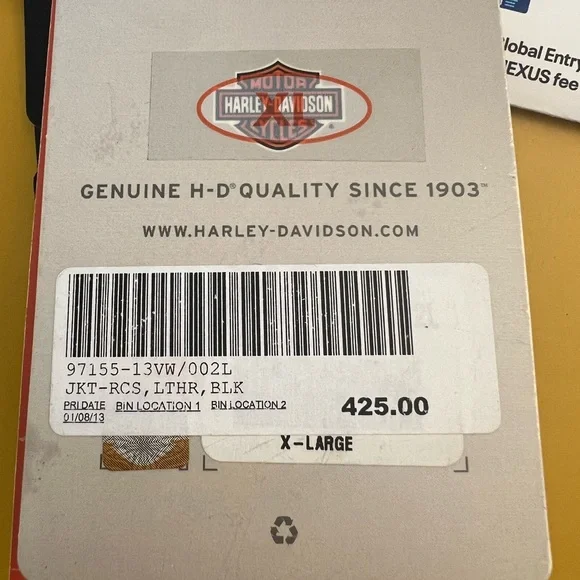 MOTOR
XL
HARLEY-DAVIDSON
CYCLES
®
GENUINE H-D® QUALITY SINCE 1903™
WWW.HARLEY-DAVIDSON.COM
97155-13VW/002L
JKT-RCS,LTHR,BLK
PRIDATE BIN LOCATION 1 BIN LOCATION 2
01/08/13
425.00
X-LARGE
lobal Entry
EXUS fee